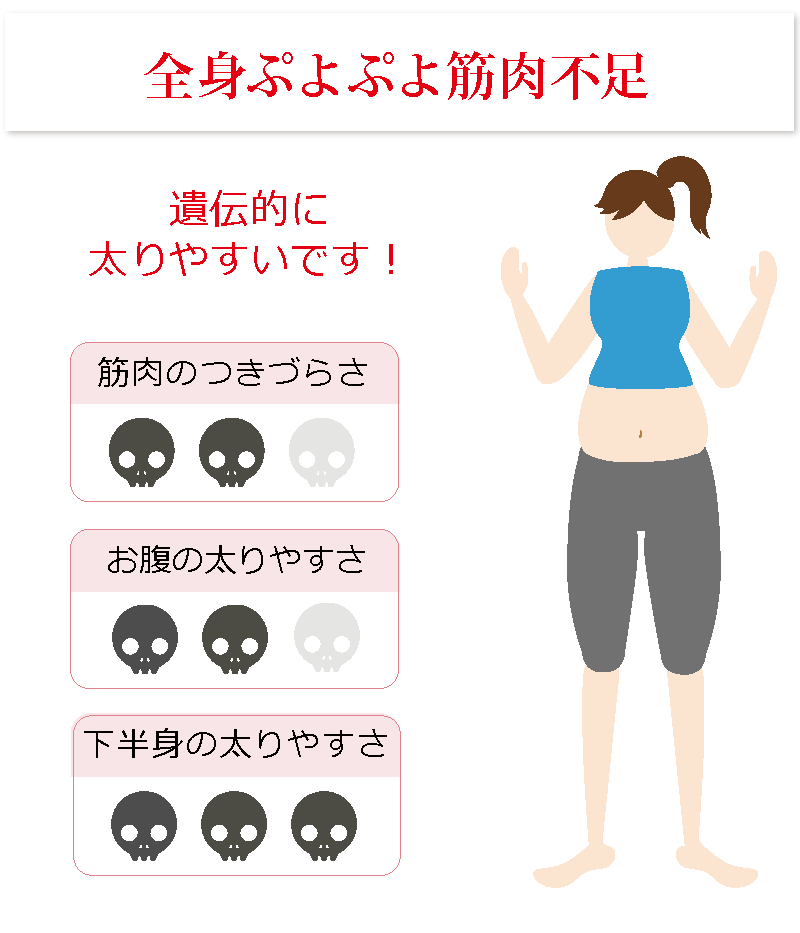 全身ぷよぷよ筋肉不足
遺伝的に
太りやすいです！
筋肉のつきづらさ
お腹の太りやすさ
下半身の太りやすさ